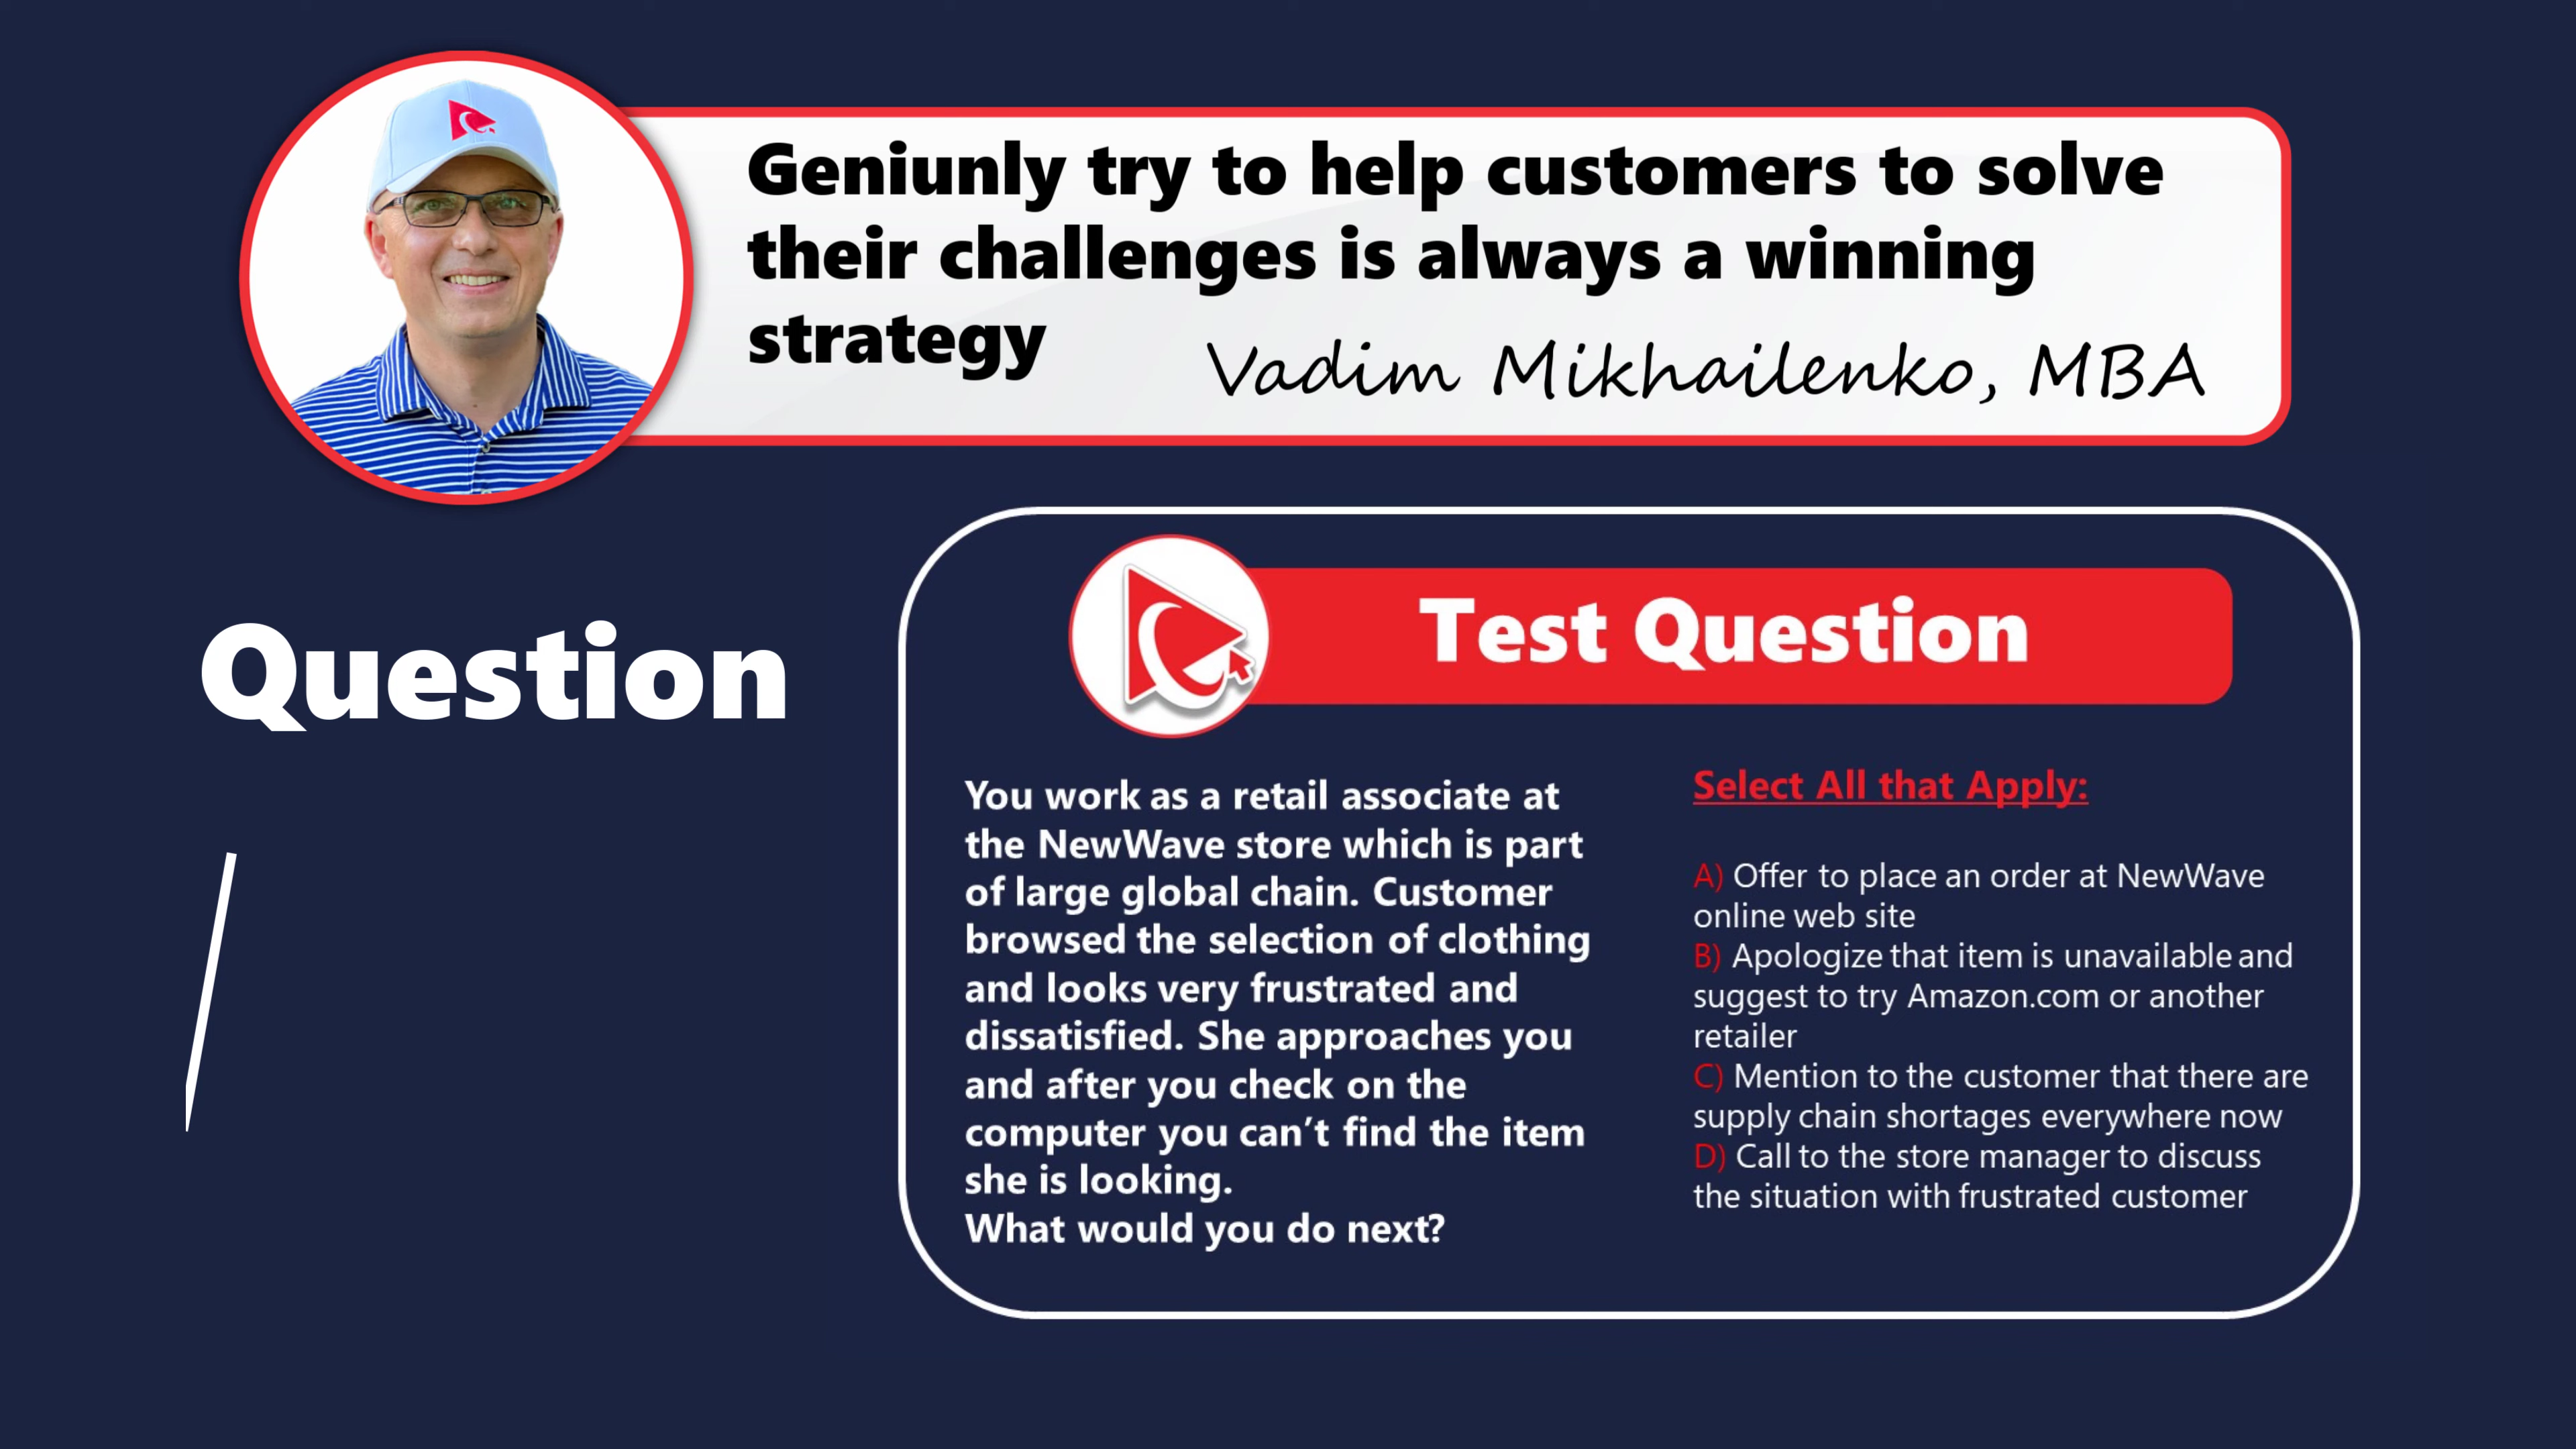 Geniunly try to help customers to solve
their challenges is always a winning
strategy
Vadim Mikhailenko, MBA
Question
Test Question
You work as a retail associate at
the NewWave store which is part
of large global chain. Customer
browsed the selection of clothing
and looks very frustrated and
dissatisfied. She approaches you
and after you check on the
computer you can't find the item
she is looking.
What would you do next?
Select All that Apply:
A) Offer to place an order at NewWave
online web site
B) Apologize that item is unavailable and
suggest to try Amazon.com or another
retailer
C) Mention to the customer that there are
supply chain shortages everywhere now
D) Call to the store manager to discuss
the situation with frustrated customer